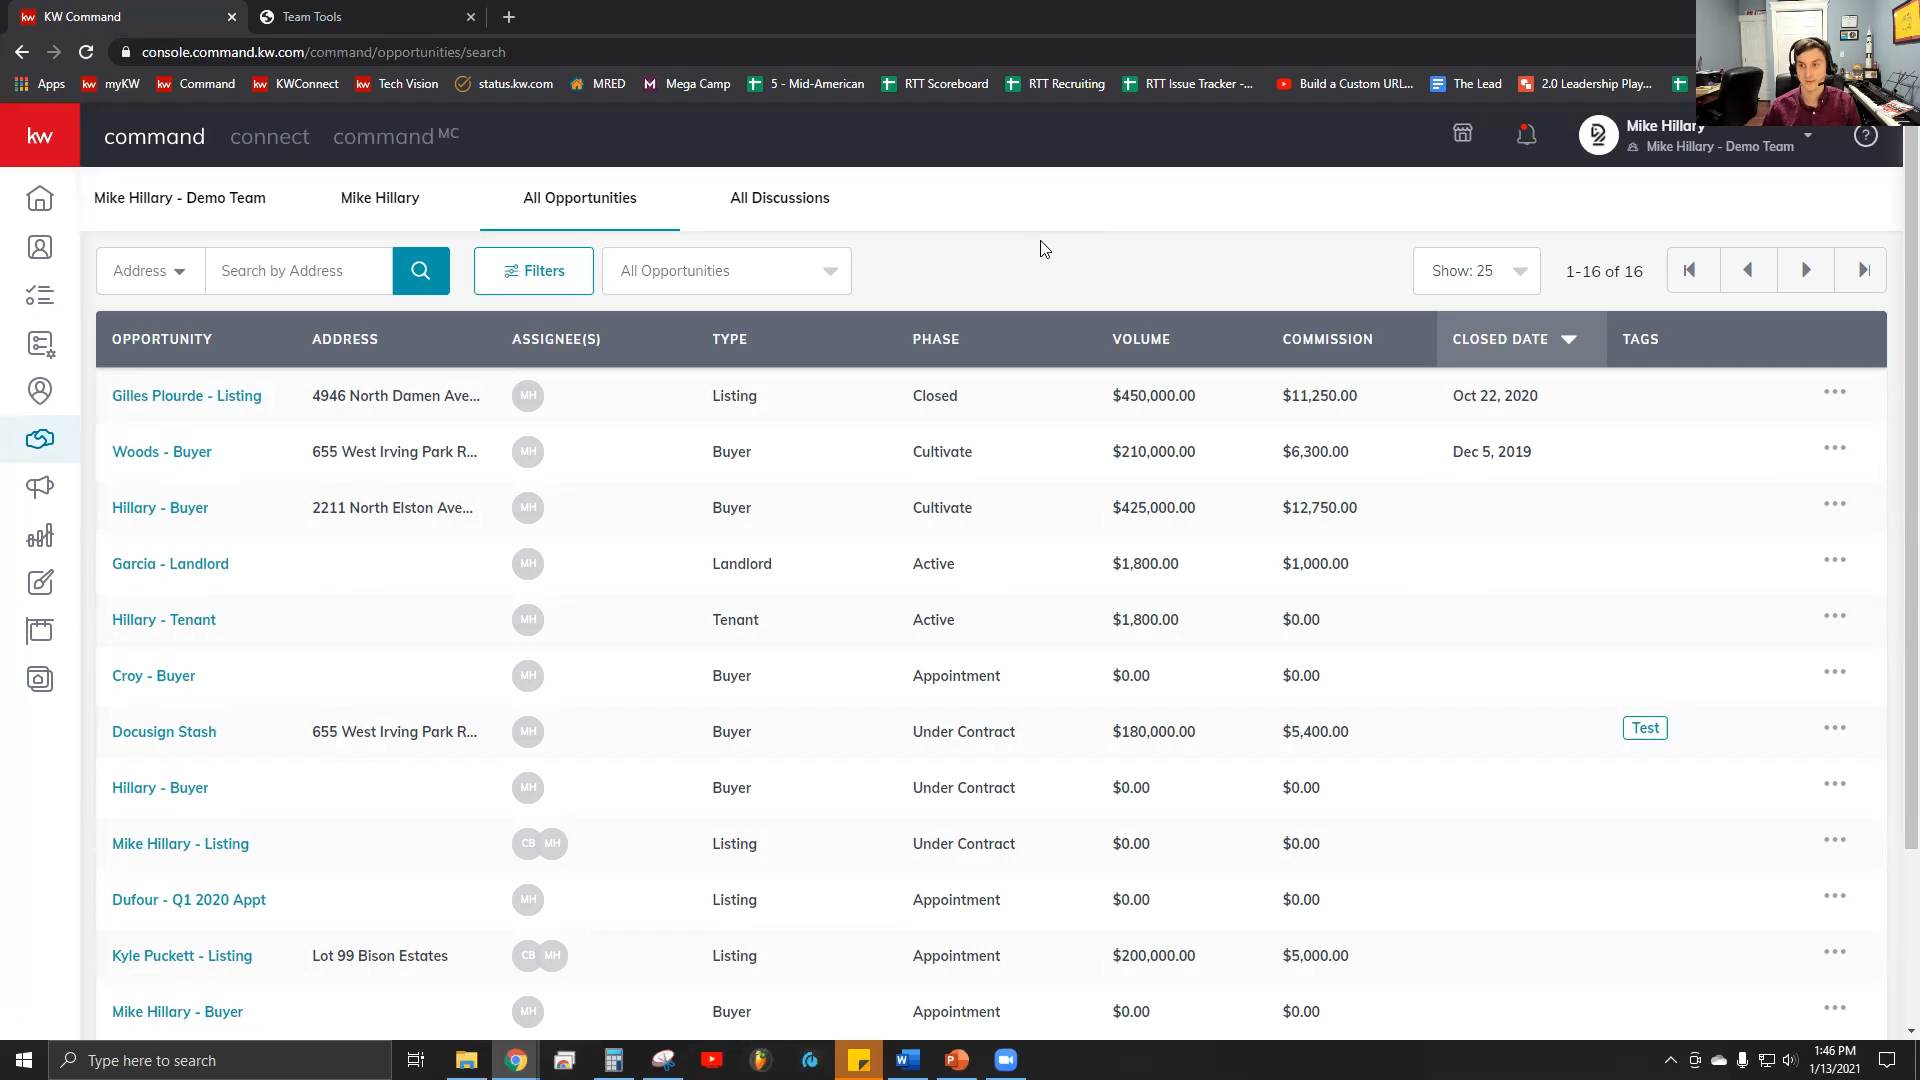 KW Command
Team Tools
console.command.kw.com/command/opportunities/search
Apps
kw myKW
kw Command
kw KWConnect
kw Tech Vision
status.kw.com
MRED
M Mega Camp
5 - Mid-American
RTT Scoreboard
RTT Recruiting
RTT Issue Tracker -...
Build a Custom URL...
The Lead
2.0 Leadership Play...
kw
command connect command MC
Mike Hillary
Mike Hillary - Demo Team
?
Mike Hillary - Demo Team
Mike Hillary
All Opportunities
All Discussions
Address
Search by Address
Filters
All Opportunities
Show: 25
1-16 of 16
OPPORTUNITY ADDRESS ASSIGNEE(S) TYPE PHASE VOLUME COMMISSION CLOSED DATE TAGS
Gilles Plourde - Listing 4946 North Damen Ave... MH Listing Closed $450,000.00 $11,250.00 Oct 22, 2020
Woods - Buyer 655 West Irving Park R... MH Buyer Cultivate $210,000.00 $6,300.00 Dec 5, 2019
Hillary - Buyer 2211 North Elston Ave... MH Buyer Cultivate $425,000.00 $12,750.00
Garcia - Landlord MH Landlord Active $1,800.00 $1,000.00
Hillary - Tenant MH Tenant Active $1,800.00 $0.00
Croy - Buyer MH Buyer Appointment $0.00 $0.00
Docusign Stash 655 West Irving Park R... MH Buyer Under Contract $180,000.00 $5,400.00 Test
Hillary - Buyer MH Buyer Under Contract $0.00 $0.00
Mike Hillary - Listing CB MH Listing Under Contract $0.00 $0.00
Dufour - Q1 2020 Appt MH Listing Appointment $0.00 $0.00
Kyle Puckett - Listing Lot 99 Bison Estates CB MH Listing Appointment $200,000.00 $5,000.00
Mike Hillary - Buyer MH Buyer Appointment $0.00 $0.00
Type here to search
1:46 PM
1/13/2021